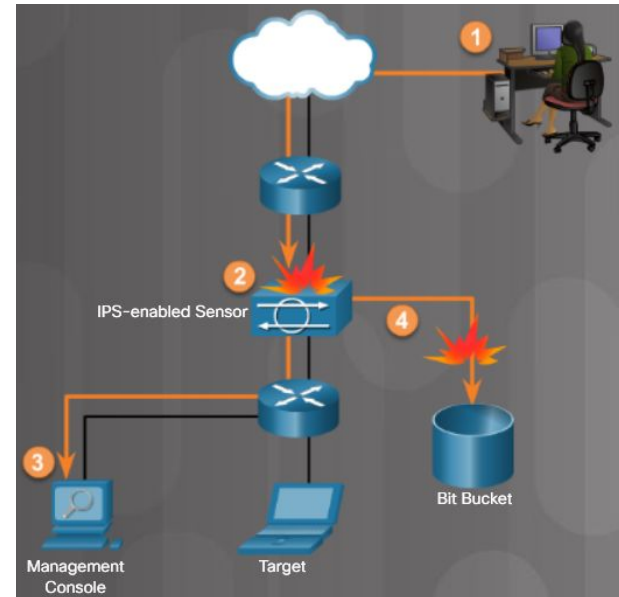 1
2
IPS-enabled Sensor
4
3
Bit Bucket
Management
Console
Target